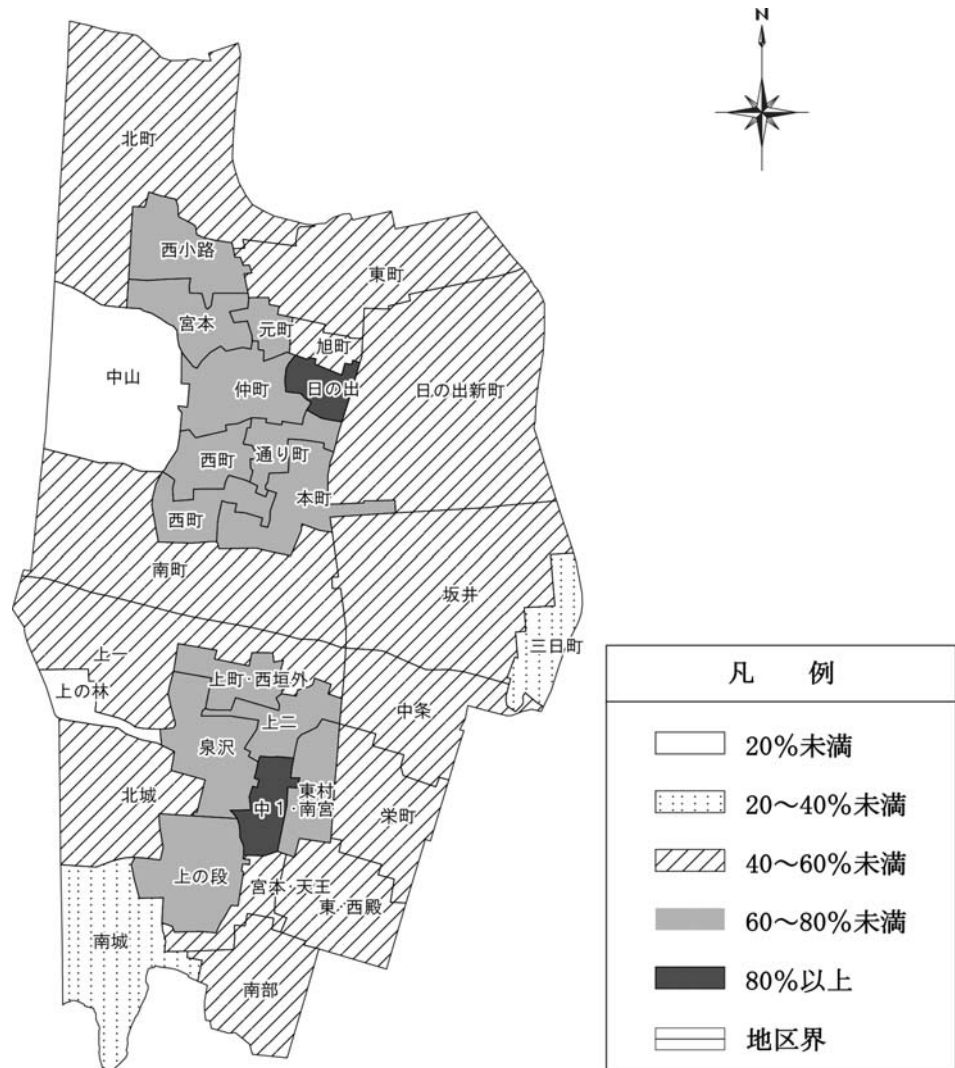 N
北町
西小路
東町
宮本
元町
旭町
中山
仲町
日の出
日の出新町
西町
通り町
本町
西町
南町
坂井
三日町
上一
上町・西垣外
上の林
中条
上二
泉沢
北城
中1・
東村
南宮
栄町
上の段
宮本・天王
東・西殿
南城
南部
凡 例
20%未満
20~40%未満
40~60%未満
60~80%未満
80%以上
地区界